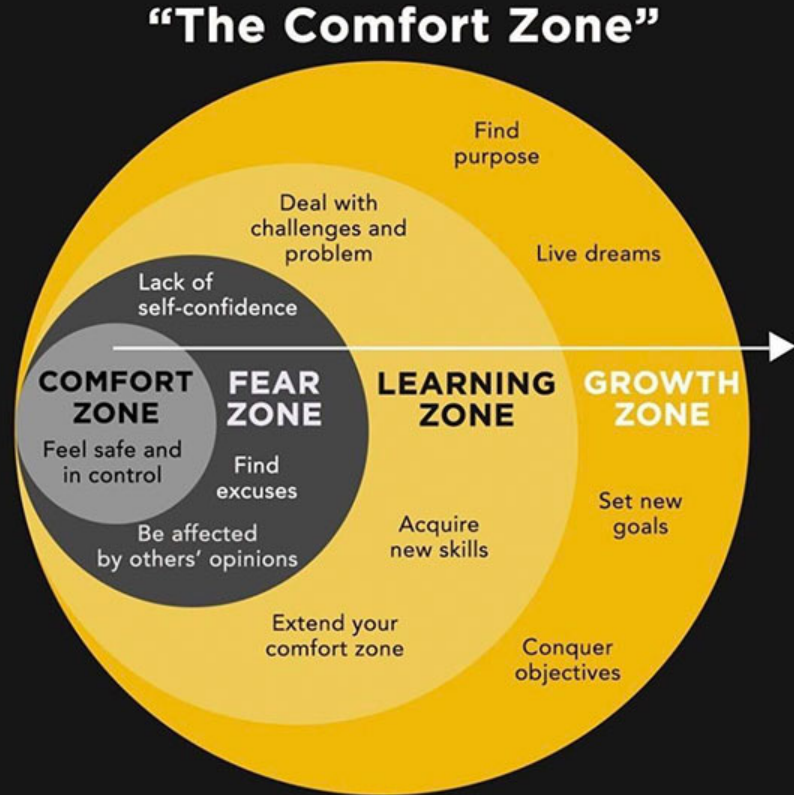 “The Comfort Zone”
Find
purpose
Deal with
challenges and
problem
Live dreams
Lack of
self-confidence
COMFORT
ZONE
Feel safe and
in control
FEAR
ZONE
Find
excuses
Be affected
by others’ opinions
LEARNING
ZONE
Acquire
new skills
Extend your
comfort zone
GROWTH
ZONE
Set new
goals
Conquer
objectives